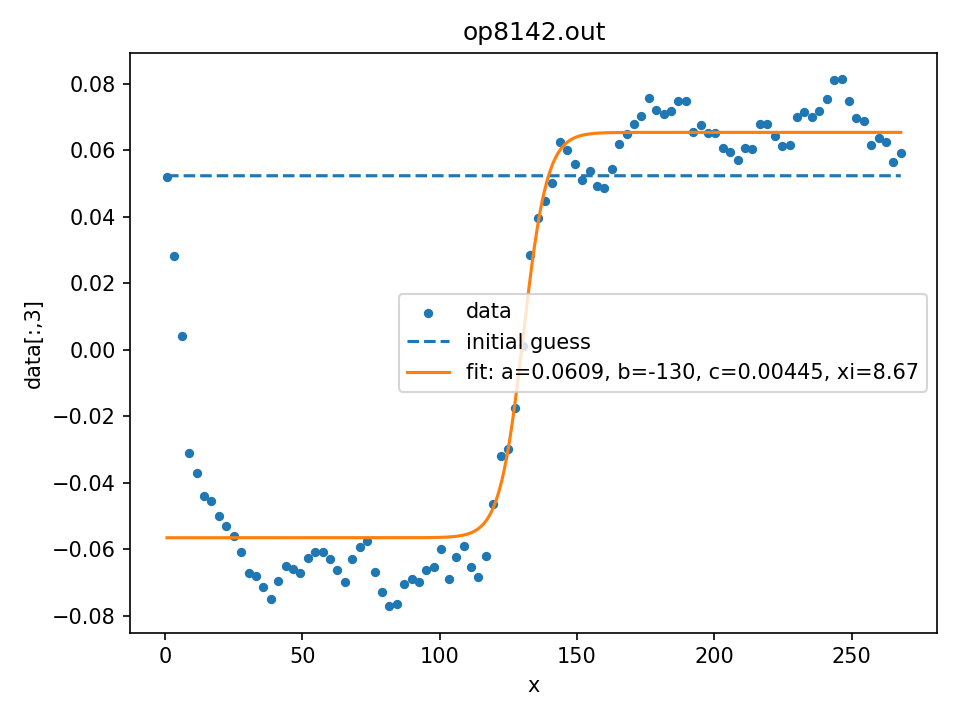 op8142.out
0.08
0.06
0.04
0.02
0.00
−0.02
−0.04
−0.06
−0.08
data[:,3]
data
initial guess
fit: a=0.0609, b=-130, c=0.00445, xi=8.67
0 50 100 150 200 250
x